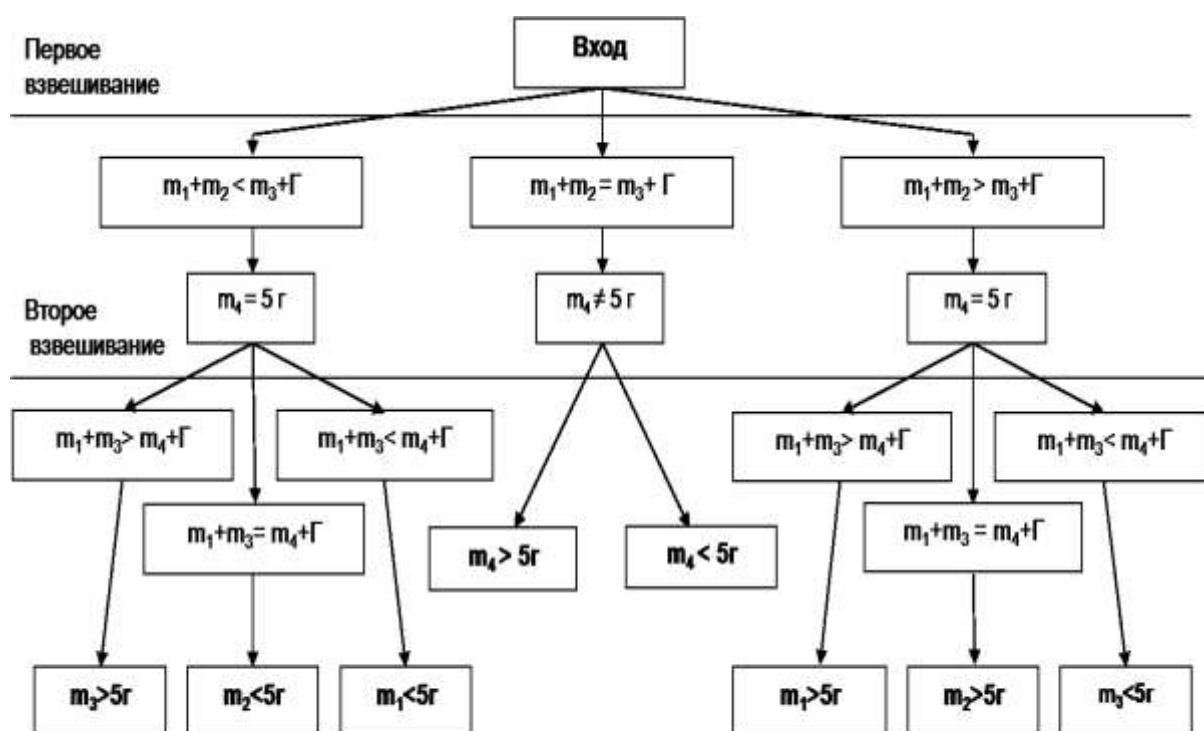 Первое
взвешивание
Вход
m₁+m₂ < m₃+Г
m₁+m₂ = m₃+ Г
m₁+m₂ > m₃+Г
m₄ = 5 г
m₄ ≠ 5 г
m₄ = 5 г
Второе
взвешивание
m₁+m₃> m₄+Г
m₁+m₃< m₄+Г
m₁+m₃> m₄+Г
m₁+m₃< m₄+Г
m₁+m₃= m₄+Г
m₄ > 5г
m₄ < 5г
m₁+m₃ = m₄+Г
m₃>5г
m₂<5г
m₁<5г
m₁>5г
m₂>5г
m₃<5г